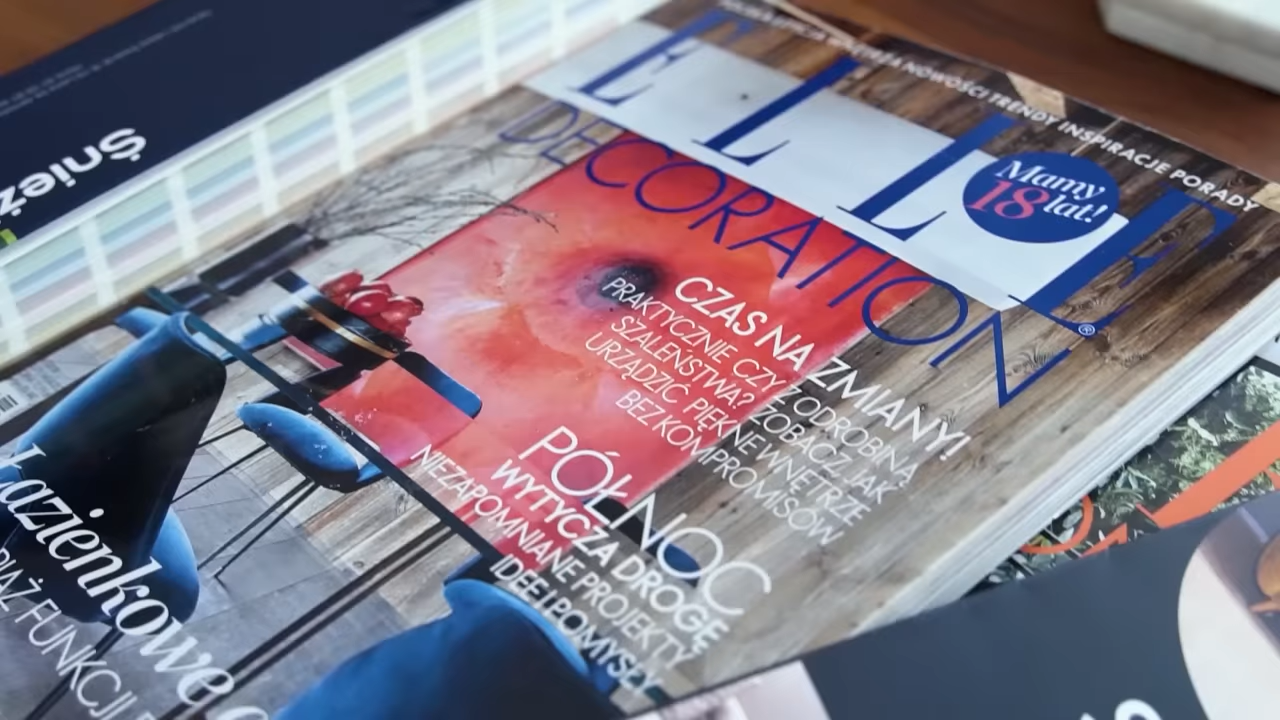 NOWOŚCI TRENDY INSPIRACJE PORADY
ELLE
DECORATION
Mamy
18 lat!
CZAS NA ZMIANY!
PRAKTYCZNIE CZY Z ODROBINĄ
SZALEŃSTWA? ZOBACZ, JAK
URZĄDZIĆ PIĘKNE WNĘTRZE
BEZ KOMPROMISÓW
PÓŁNOC
WYTYCZA DROGĘ
NIEZAPOMNIANE PROJEKTY
IDEE I POMYSŁY
Łazienkowe
FUNKCJI